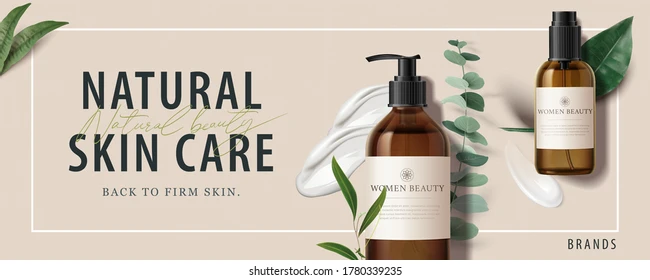 NATURAL
Natural beauty
SKIN CARE
BACK TO FIRM SKIN.
WOMEN BEAUTY
WOMEN BEAUTY
BRANDS
shutterstock.com · 1780339235